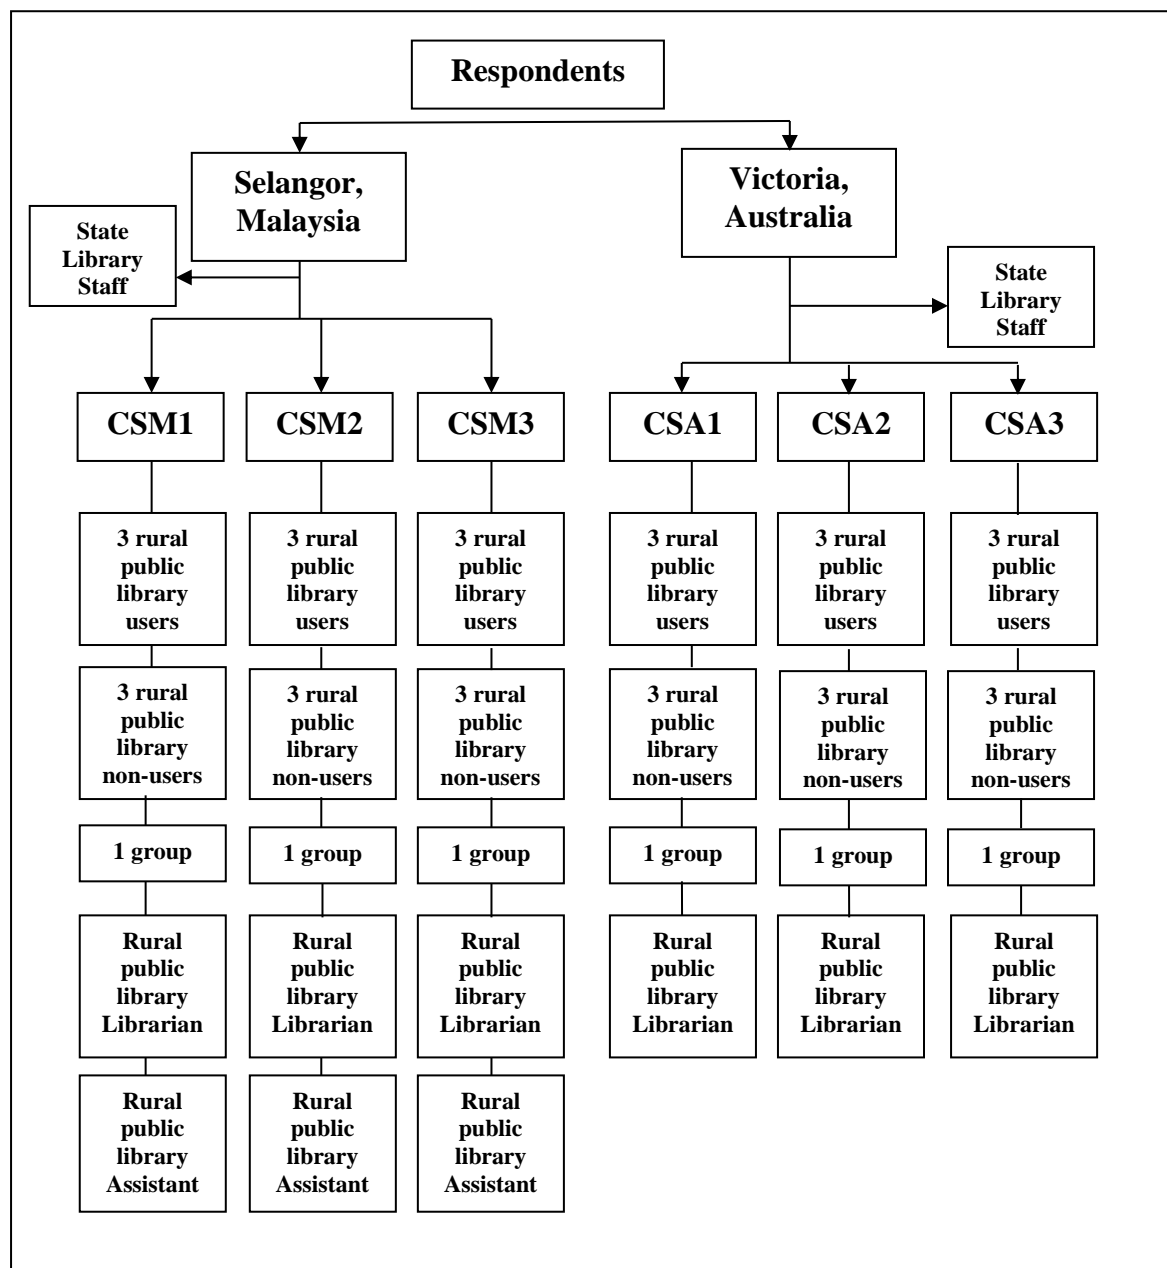 Respondents
Selangor,
Malaysia
Victoria,
Australia
State
Library
Staff
State
Library
Staff
CSM1
CSM2
CSM3
CSA1
CSA2
CSA3
3 rural
public
library
users
3 rural
public
library
users
3 rural
public
library
users
3 rural
public
library
users
3 rural
public
library
users
3 rural
public
library
users
3 rural
public
library
non-users
3 rural
public
library
non-users
3 rural
public
library
non-users
3 rural
public
library
non-users
3 rural
public
library
non-users
3 rural
public
library
non-users
1 group
1 group
1 group
1 group
1 group
1 group
Rural
public
library
Librarian
Rural
public
library
Librarian
Rural
public
library
Librarian
Rural
public
library
Librarian
Rural
public
library
Librarian
Rural
public
library
Librarian
Rural
public
library
Assistant
Rural
public
library
Assistant
Rural
public
library
Assistant